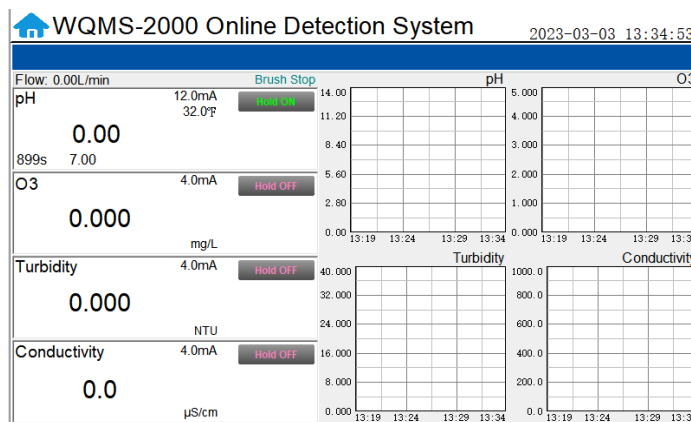 WQMS-2000 Online Detection System
2023-03-03 13:34:53
Flow: 0.00L/min
Brush Stop
pH
12.0mA
Hold ON
32.0℉
0.00
899s 7.00
O3
4.0mA
Hold OFF
0.000
mg/L
Turbidity
4.0mA
Hold OFF
0.000
NTU
Conductivity
4.0mA
Hold OFF
0.0
µS/cm
pH
14.00
11.20
8.40
5.60
2.80
0.00
13:19 13:24 13:29 13:34
O3
5.000
4.000
3.000
2.000
1.000
0.000
13:19 13:24 13:29 13:3
Turbidity
40.000
32.000
24.000
16.000
8.000
0.000
13:19 13:24 13:29 13:34
Conductivity
1000.0
800.0
600.0
400.0
200.0
0.0
13:19 13:24 13:29 13:3